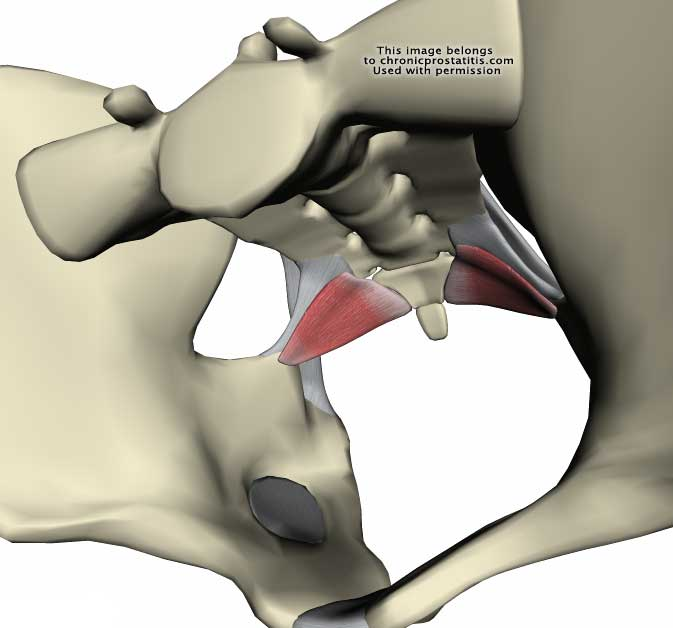 This image belongs
to chronicprostatitis.com
Used with permission